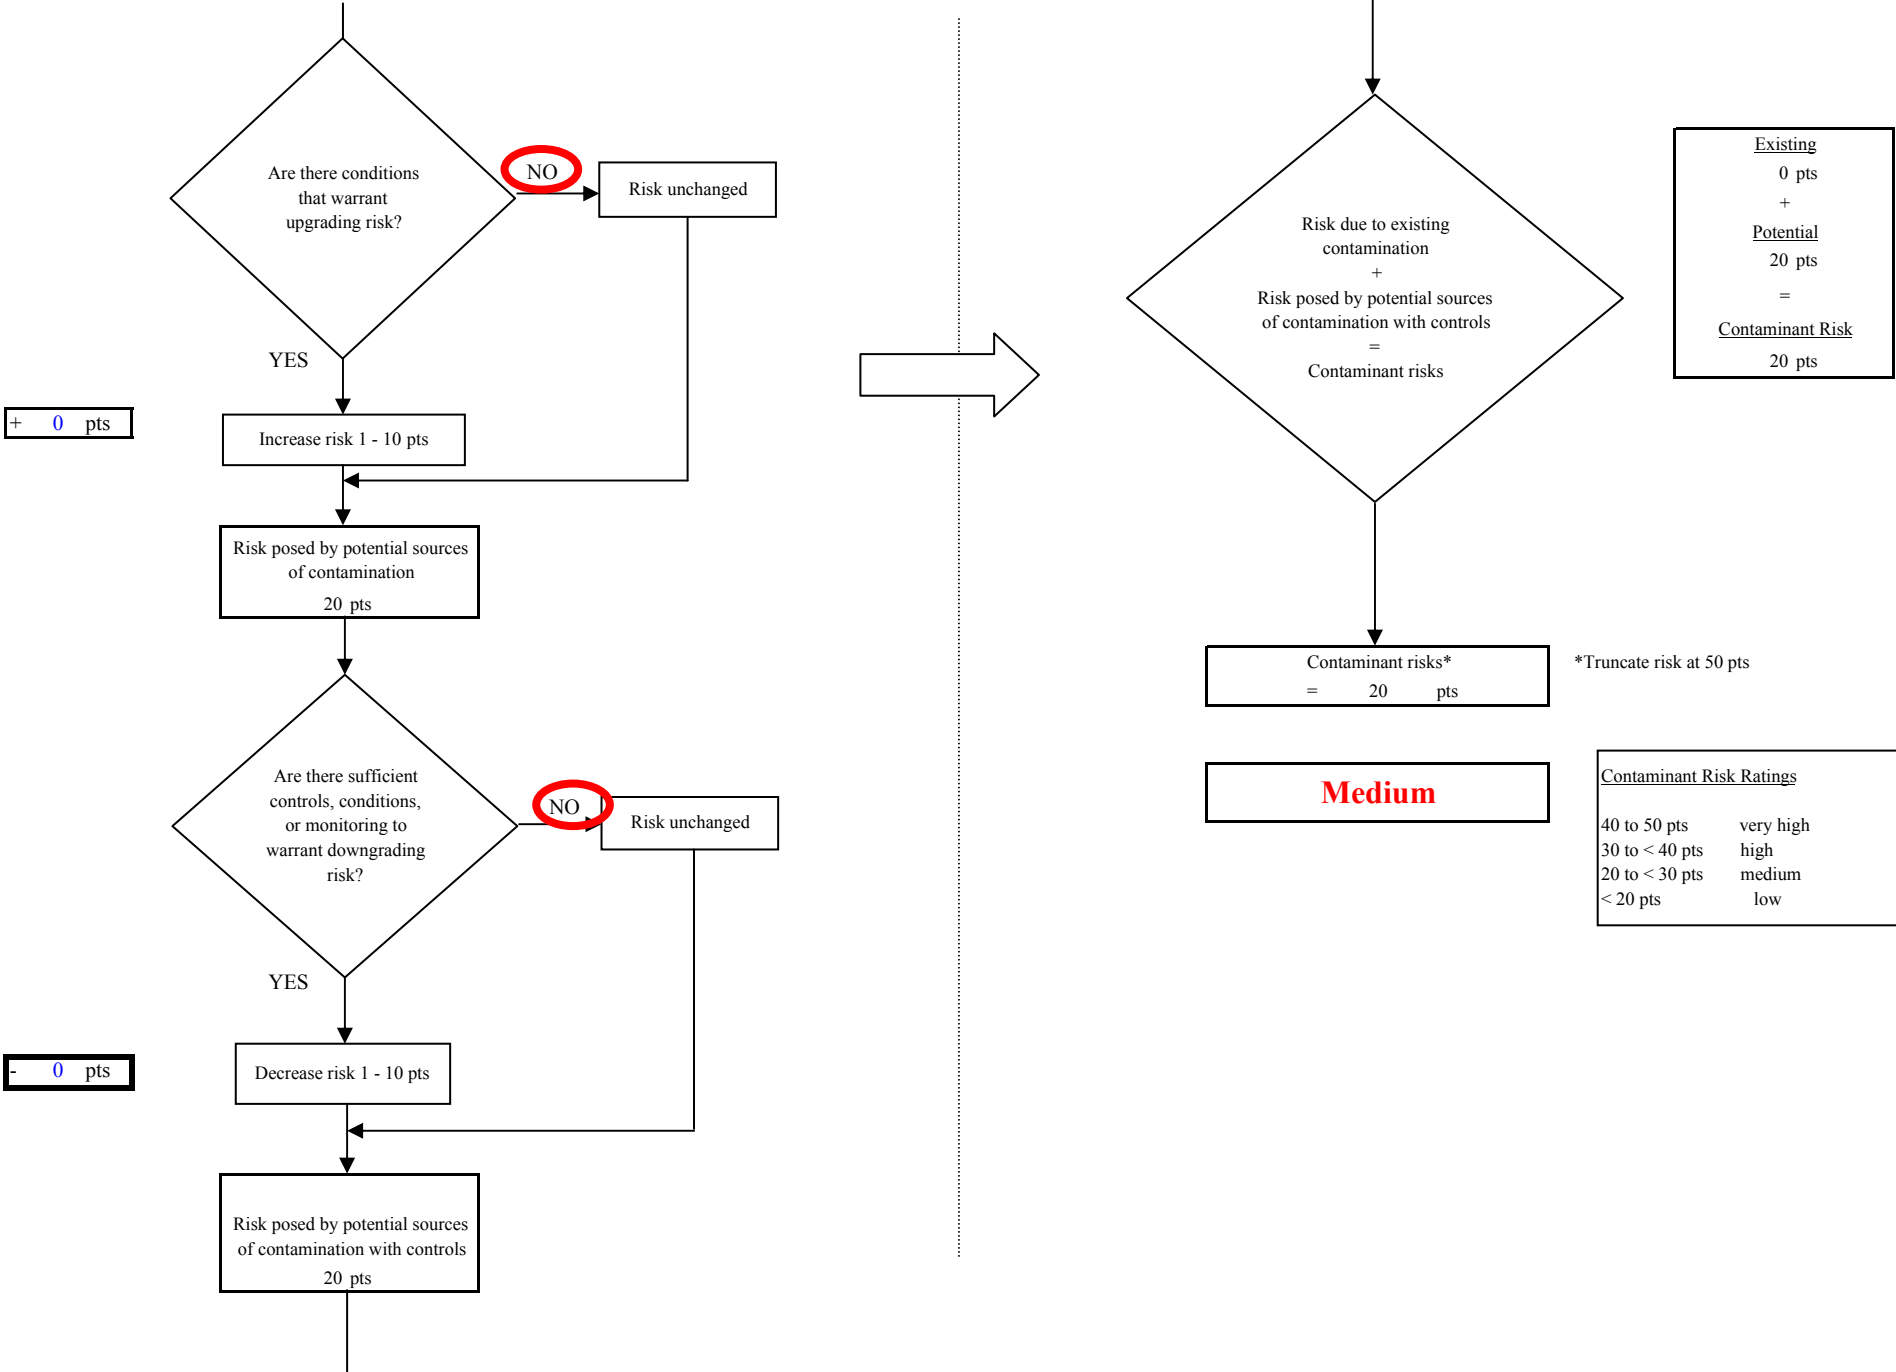 Are there conditions
that warrant
upgrading risk?
NO
Risk unchanged
YES
+ 0 pts
Increase risk 1 - 10 pts
Risk posed by potential sources
of contamination
20 pts
Are there sufficient
controls, conditions,
or monitoring to
warrant downgrading
risk?
NO
Risk unchanged
YES
- 0 pts
Decrease risk 1 - 10 pts
Risk posed by potential sources
of contamination with controls
20 pts
Risk due to existing
contamination
+
Risk posed by potential sources
of contamination with controls
=
Contaminant risks
Existing
0 pts
+
Potential
20 pts
=
Contaminant Risk
20 pts
Contaminant risks*
= 20 pts
*Truncate risk at 50 pts
Medium
Contaminant Risk Ratings
40 to 50 pts very high
30 to < 40 pts high
20 to < 30 pts medium
< 20 pts low